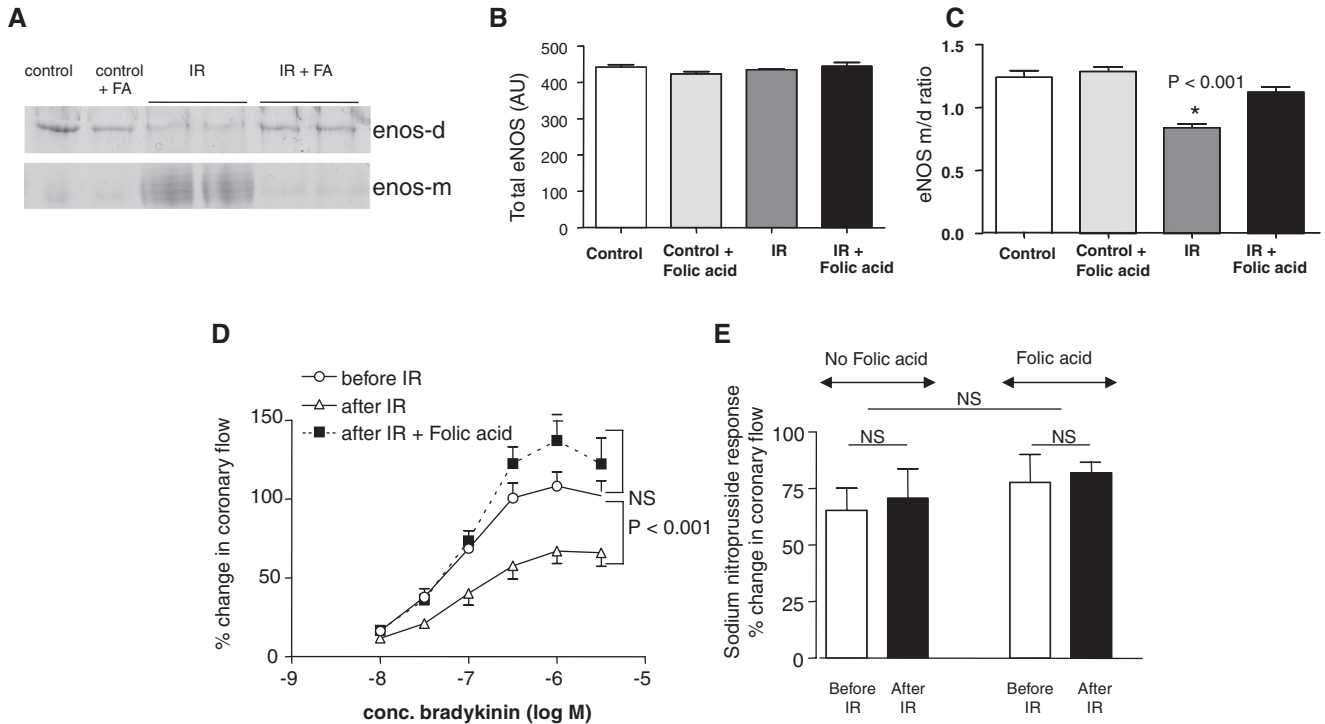 A
control
control
+ FA
IR
IR + FA
enos-d
enos-m
B
Total eNOS (AU)
500
400
300
200
100
0
Control
Control +
Folic acid
IR
IR +
Folic acid
C
eNOS m/d ratio
1.5
1.0
0.5
0.0
P < 0.001
*
Control
Control +
Folic acid
IR
IR +
Folic acid
D
before IR
after IR
after IR + Folic acid
% change in coronary flow
150
100
50
0
NS
P < 0.001
-9
-8
-7
-6
-5
conc. bradykinin (log M)
E
No Folic acid
Folic acid
NS
NS
NS
Sodium nitroprusside response
% change in coronary flow
100
75
50
25
0
Before
IR
After
IR
Before
IR
After
IR